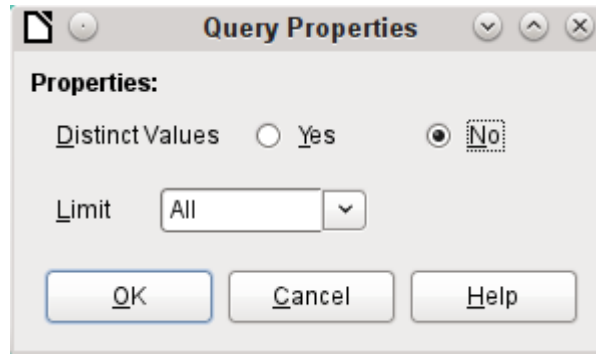 Query Properties
Properties:
Distinct Values Yes No
Limit All
OK Cancel Help